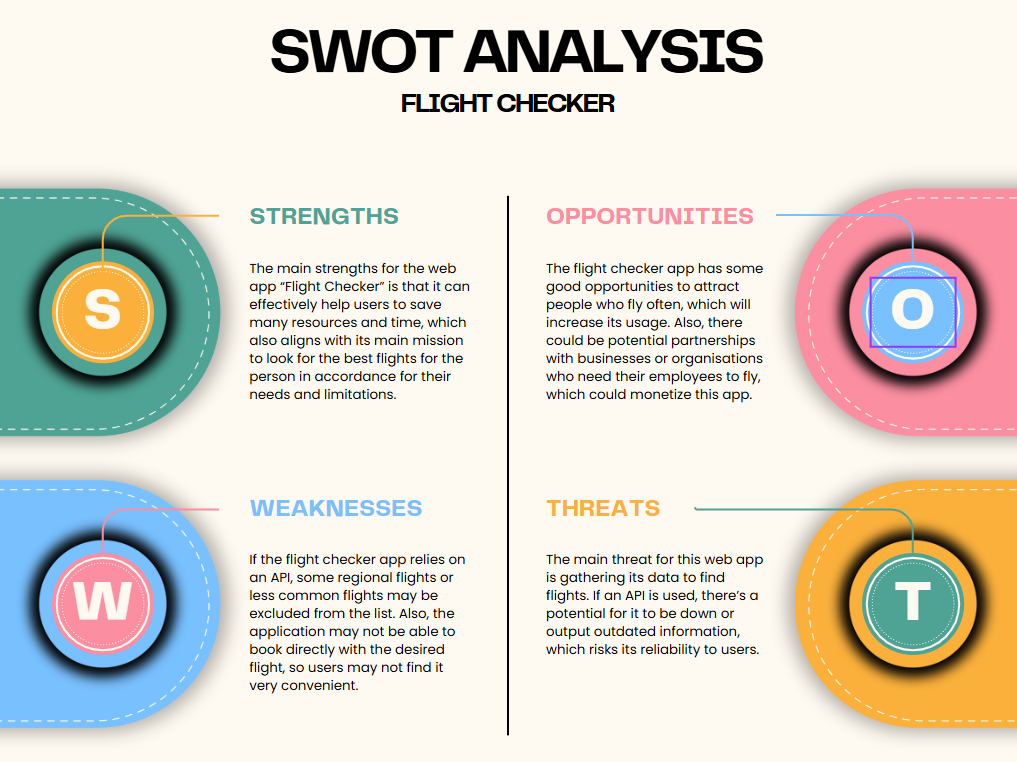 SWOT ANALYSIS
FLIGHT CHECKER
S
STRENGTHS
The main strengths for the web
app “Flight Checker” is that it can
effectively help users to save
many resources and time, which
also aligns with its main mission
to look for the best flights for the
person in accordance for their
needs and limitations.
W
WEAKNESSES
If the flight checker app relies on
an API, some regional flights or
less common flights may be
excluded from the list. Also, the
application may not be able to
book directly with the desired
flight, so users may not find it
very convenient.
OPPORTUNITIES
O
The flight checker app has some
good opportunities to attract
people who fly often, which will
increase its usage. Also, there
could be potential partnerships
with businesses or organisations
who need their employees to fly,
which could monetize this app.
THREATS
T
The main threat for this web app
is gathering its data to find
flights. If an API is used, there’s a
potential for it to be down or
output outdated information,
which risks its reliability to users.